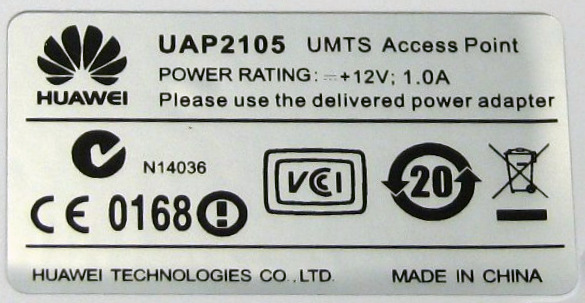 HUAWEI
UAP2105 UMTS Access Point
POWER RATING: ⎓+12V; 1.0A
Please use the delivered power adapter
N14036
CE 0168
VCCI
20
HUAWEI TECHNOLOGIES CO.,LTD. MADE IN CHINA